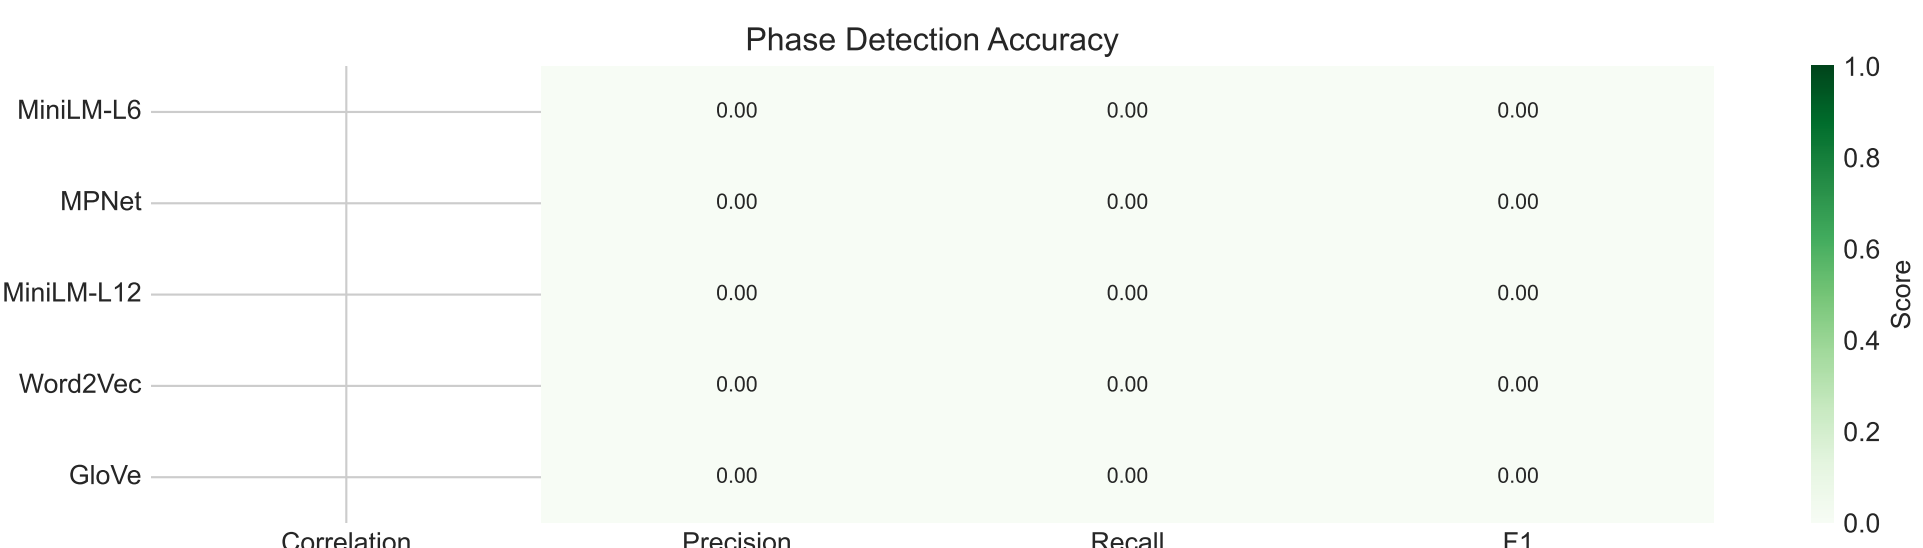 Phase Detection Accuracy
MiniLM-L6 0.00 0.00 0.00
MPNet 0.00 0.00 0.00
MiniLM-L12 0.00 0.00 0.00
Word2Vec 0.00 0.00 0.00
GloVe 0.00 0.00 0.00
Correlation Precision Recall F1
1.0
0.8
0.6
0.4
0.2
0.0
Score